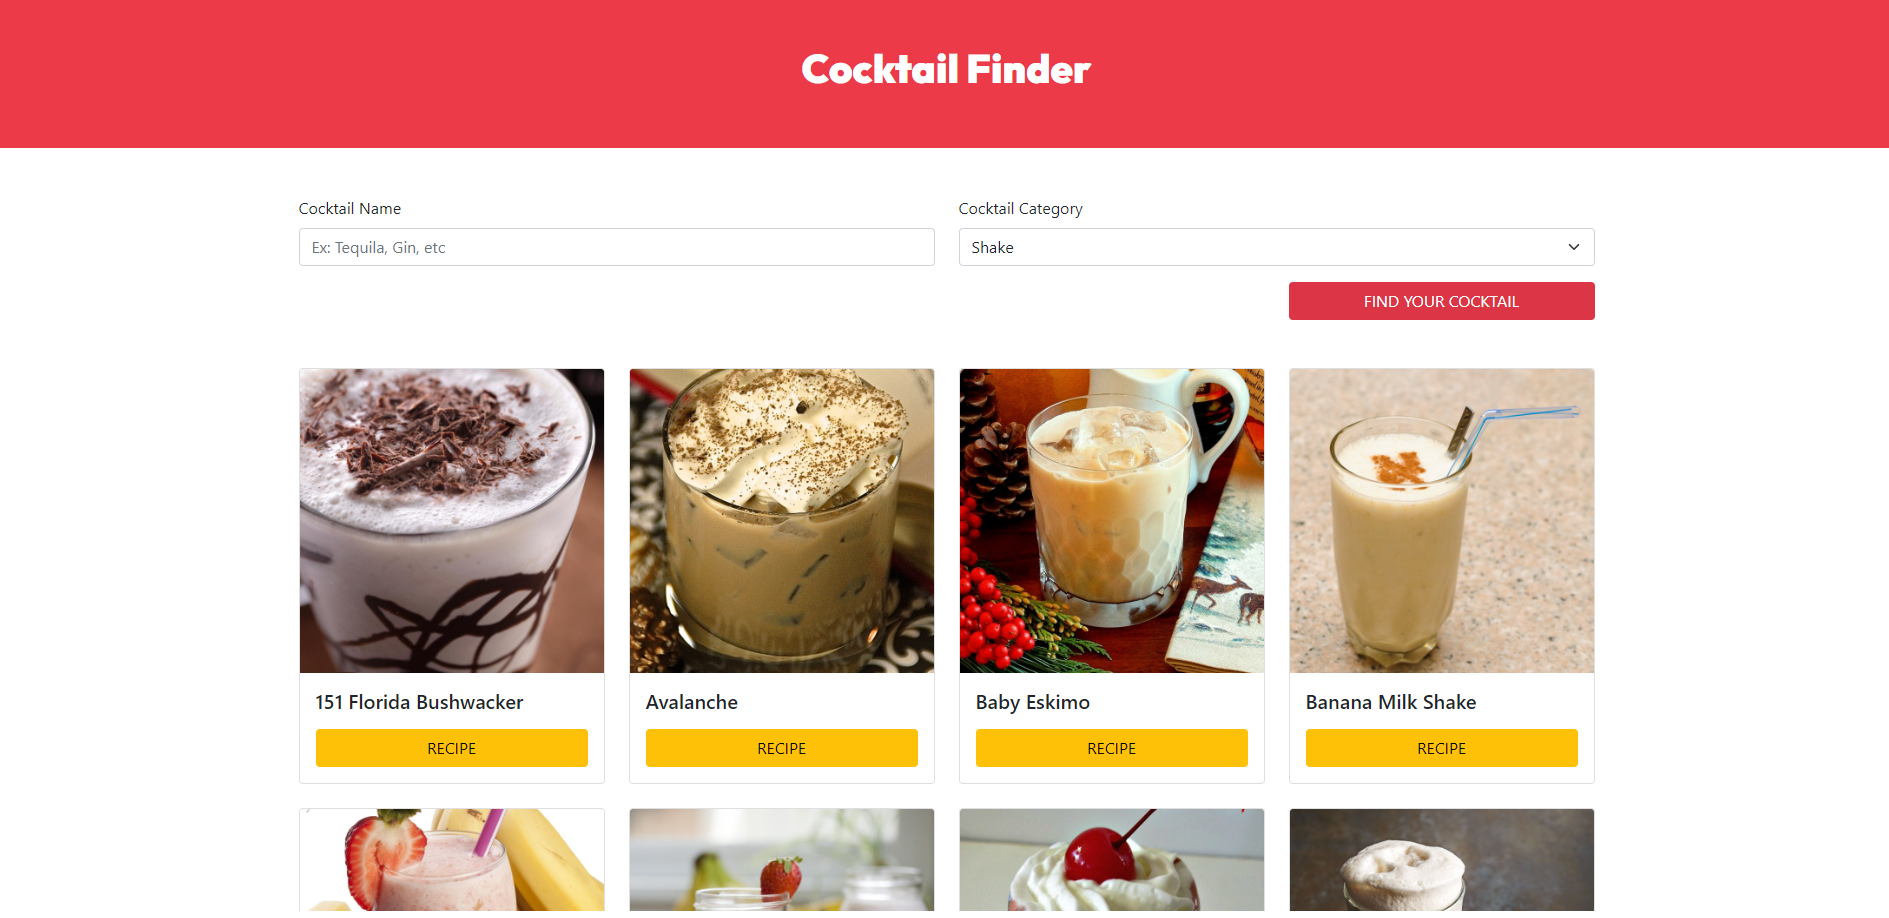 Cocktail Finder
Cocktail Name
Cocktail Category
Ex: Tequila, Gin, etc
Shake
FIND YOUR COCKTAIL
151 Florida Bushwacker
Avalanche
Baby Eskimo
Banana Milk Shake
RECIPE
RECIPE
RECIPE
RECIPE